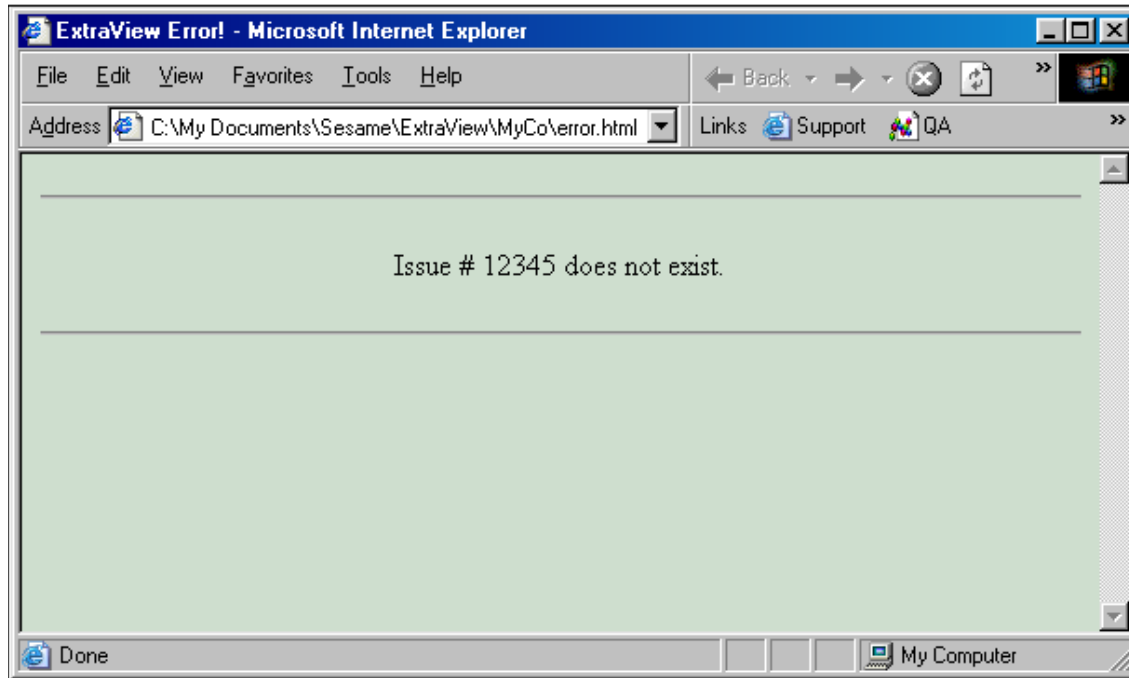 ExtraView Error! - Microsoft Internet Explorer
File Edit View Favorites Tools Help Back »
Address C:\My Documents\Sesame\ExtraView\MyCo\error.html Links Support QA »
Issue # 12345 does not exist.
Done My Computer